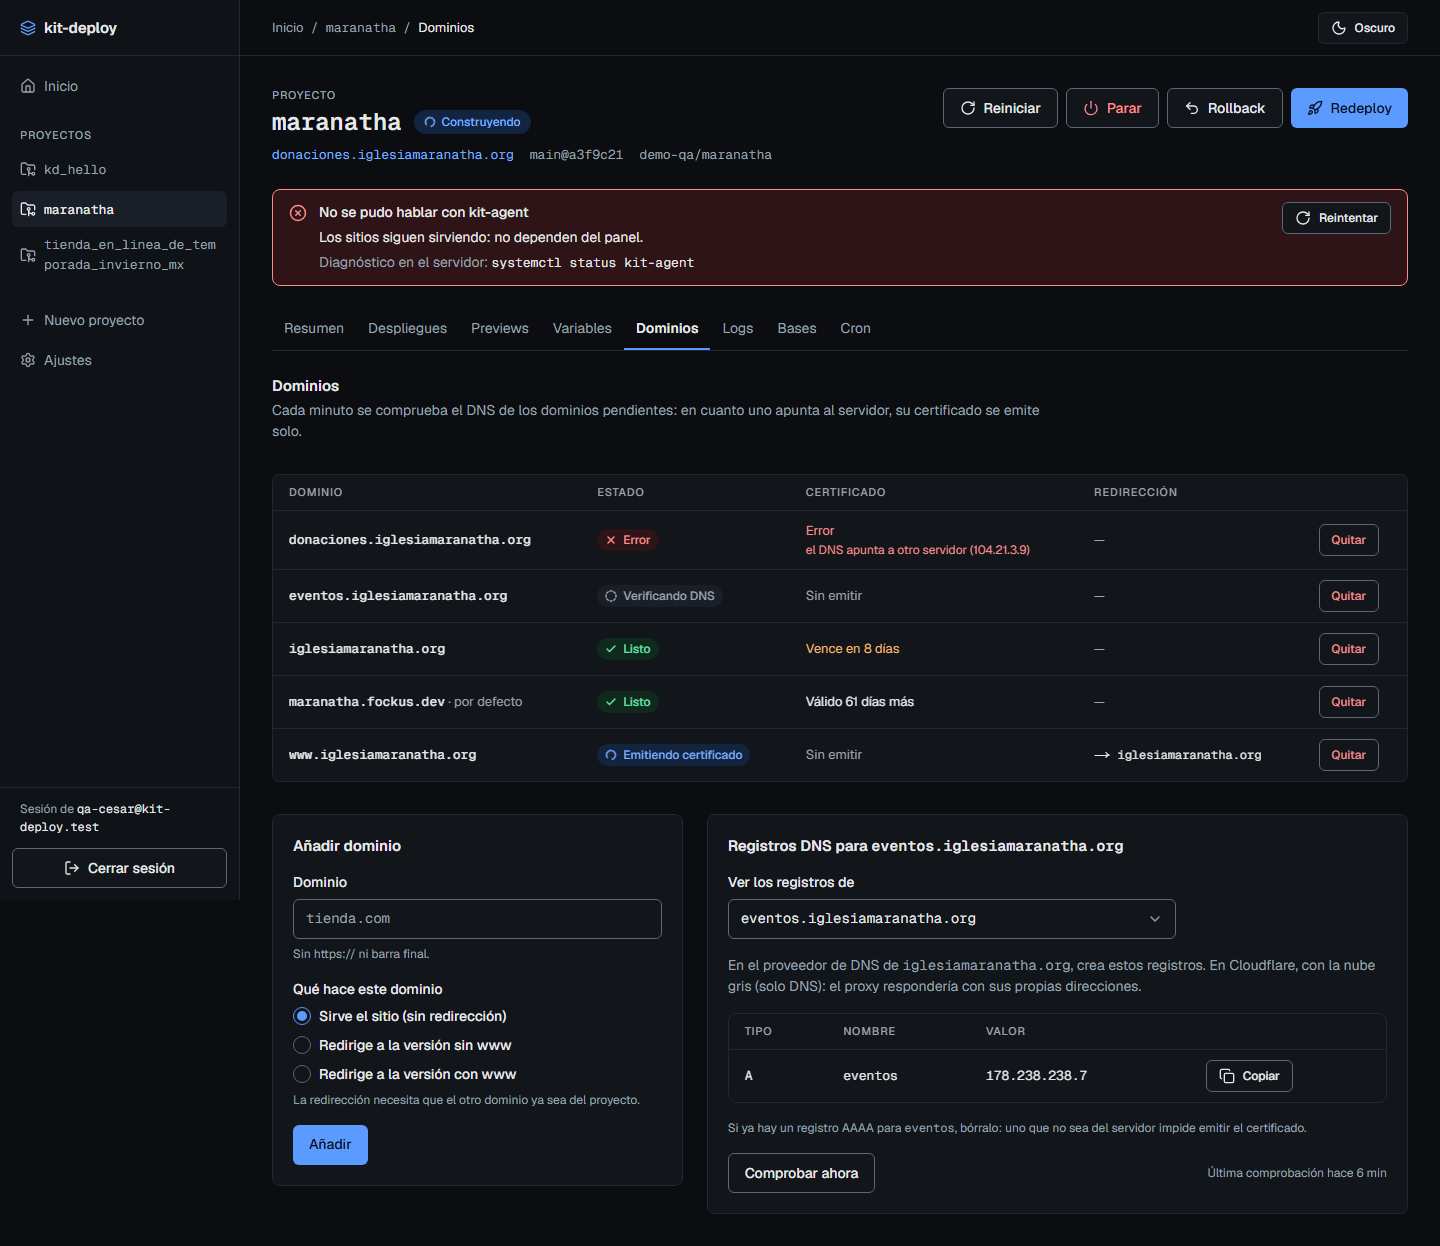 kit-deploy
Inicio / maranatha / Dominios
Oscuro
Inicio
PROYECTOS
kd_hello
maranatha
tienda_en_linea_de_tem
porada_invierno_mx
Nuevo proyecto
Ajustes
Sesión de qa-cesar@kit-
deploy.test
Cerrar sesión
PROYECTO
maranatha Construyendo
Reiniciar Parar Rollback Redeploy
donaciones.iglesiamaranatha.org main@a3f9c21 demo-qa/maranatha
No se pudo hablar con kit-agent
Los sitios siguen sirviendo: no dependen del panel.
Diagnóstico en el servidor: systemctl status kit-agent
Reintentar
Resumen Despliegues Previews Variables Dominios Logs Bases Cron
Dominios
Cada minuto se comprueba el DNS de los dominios pendientes: en cuanto uno apunta al servidor, su certificado se emite
solo.
DOMINIO ESTADO CERTIFICADO REDIRECCIÓN
donaciones.iglesiamaranatha.org Error Error
el DNS apunta a otro servidor (104.21.3.9) — Quitar
eventos.iglesiamaranatha.org Verificando DNS Sin emitir — Quitar
iglesiamaranatha.org Listo Vence en 8 días — Quitar
maranatha.fockus.dev · por defecto Listo Válido 61 días más — Quitar
www.iglesiamaranatha.org Emitiendo certificado Sin emitir → iglesiamaranatha.org Quitar
Añadir dominio
Dominio
tienda.com
Sin https:// ni barra final.
Qué hace este dominio
Sirve el sitio (sin redirección)
Redirige a la versión sin www
Redirige a la versión con www
La redirección necesita que el otro dominio ya sea del proyecto.
Añadir
Registros DNS para eventos.iglesiamaranatha.org
Ver los registros de
eventos.iglesiamaranatha.org
En el proveedor de DNS de iglesiamaranatha.org, crea estos registros. En Cloudflare, con la nube
gris (solo DNS): el proxy respondería con sus propias direcciones.
TIPO NOMBRE VALOR
A eventos 178.238.238.7 Copiar
Si ya hay un registro AAAA para eventos, bórralo: uno que no sea del servidor impide emitir el certificado.
Comprobar ahora
Última comprobación hace 6 min